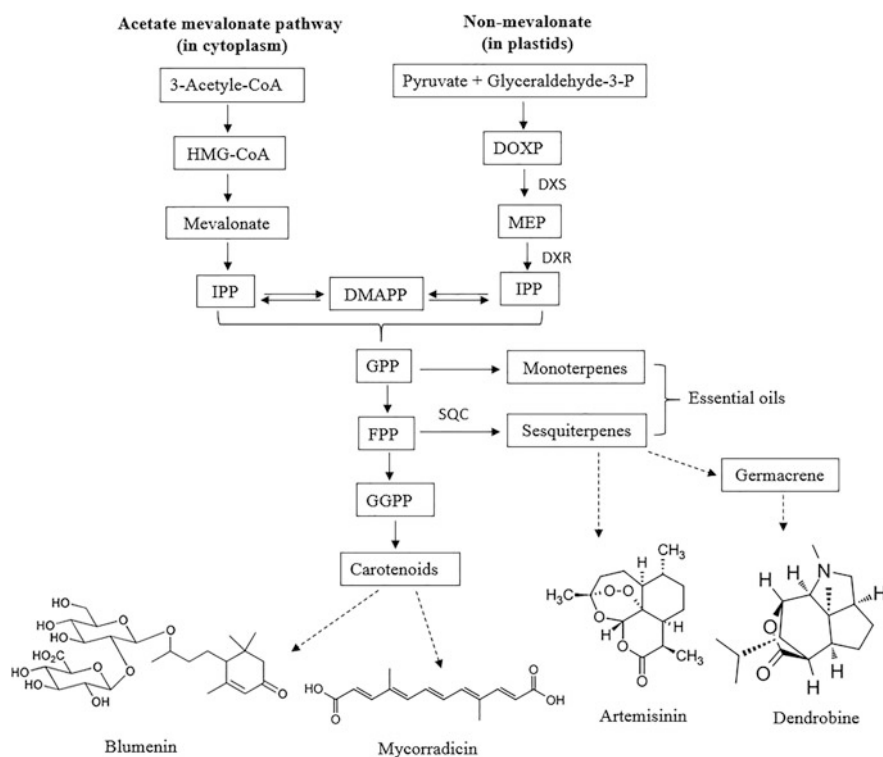 Acetate mevalonate pathway
(in cytoplasm)
Non-mevalonate
(in plastids)
3-Acetyle-CoA
Pyruvate + Glyceraldehyde-3-P
HMG-CoA
DOXP
DXS
Mevalonate
MEP
DXR
IPP
DMAPP
IPP
GPP
Monoterpenes
Essential oils
SQC
FPP
Sesquiterpenes
Germacrene
GGPP
Carotenoids
HO
HO
HO
O
O
O
HO₂C
HO
HO
O
OH
O
O
Blumenin
HO
O
O
OH
Mycorradicin
CH₃
H
H₃C
O
O-O
O
H
H
O
O
CH₃
Artemisinin
N
H
H
H
O
O
H
H
Dendrobine